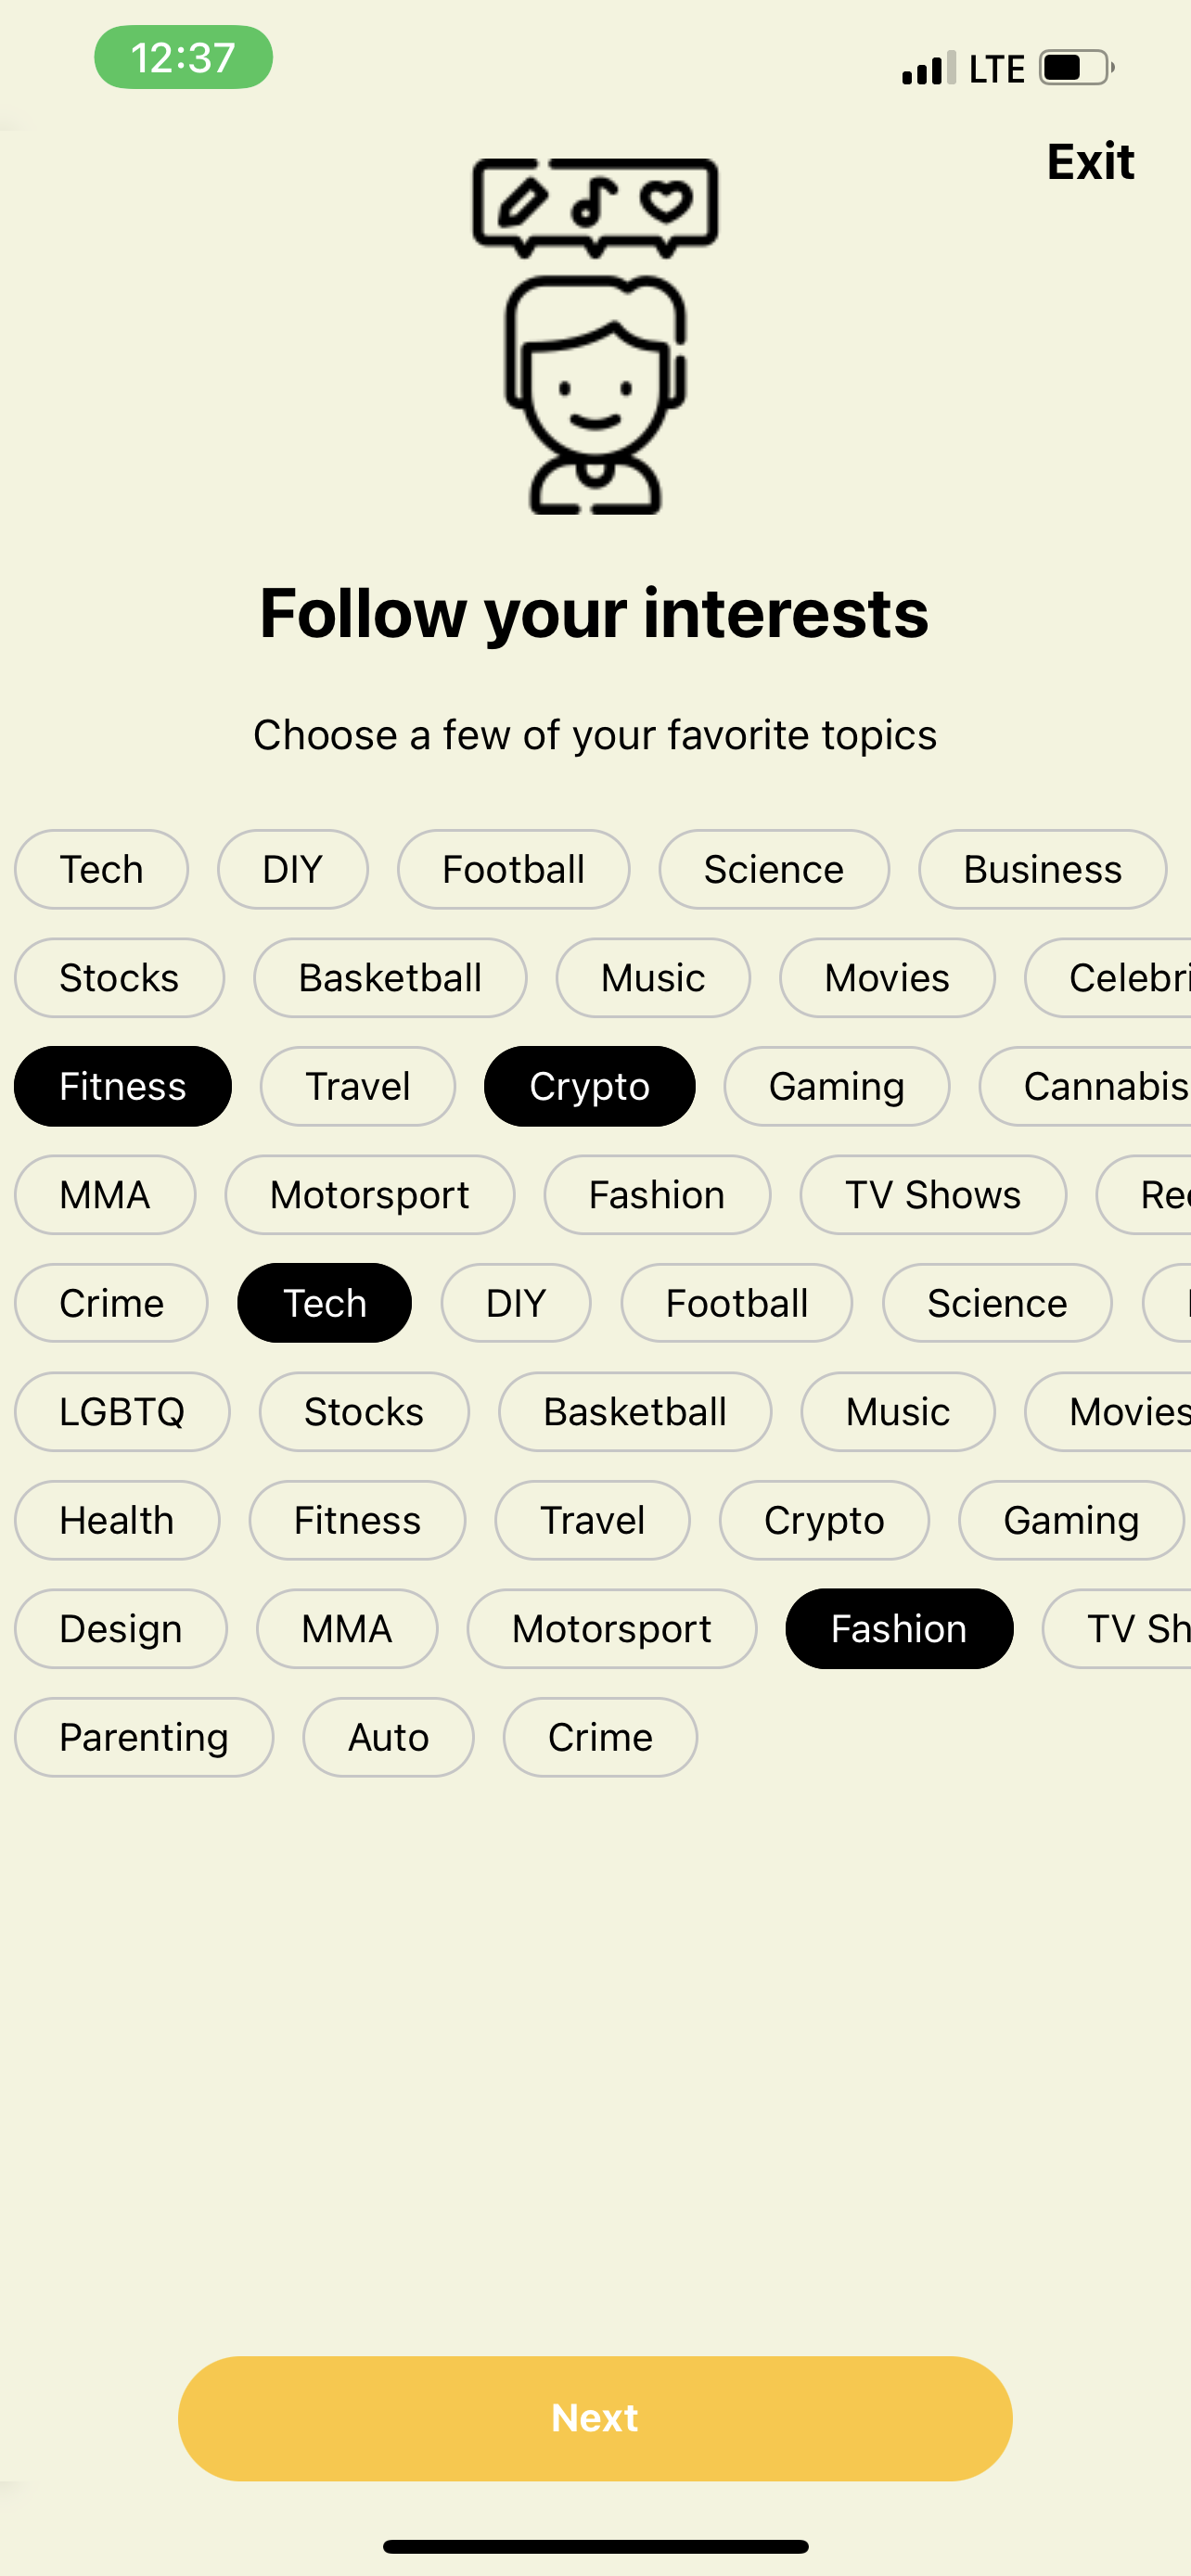 12:37 LTE
Exit
Follow your interests
Choose a few of your favorite topics
Tech DIY Football Science Business
Stocks Basketball Music Movies Celebri
Fitness Travel Crypto Gaming Cannabis
MMA Motorsport Fashion TV Shows
Crime Tech DIY Football Science
LGBTQ Stocks Basketball Music Movies
Health Fitness Travel Crypto Gaming
Design MMA Motorsport Fashion TV Sh
Parenting Auto Crime
Next